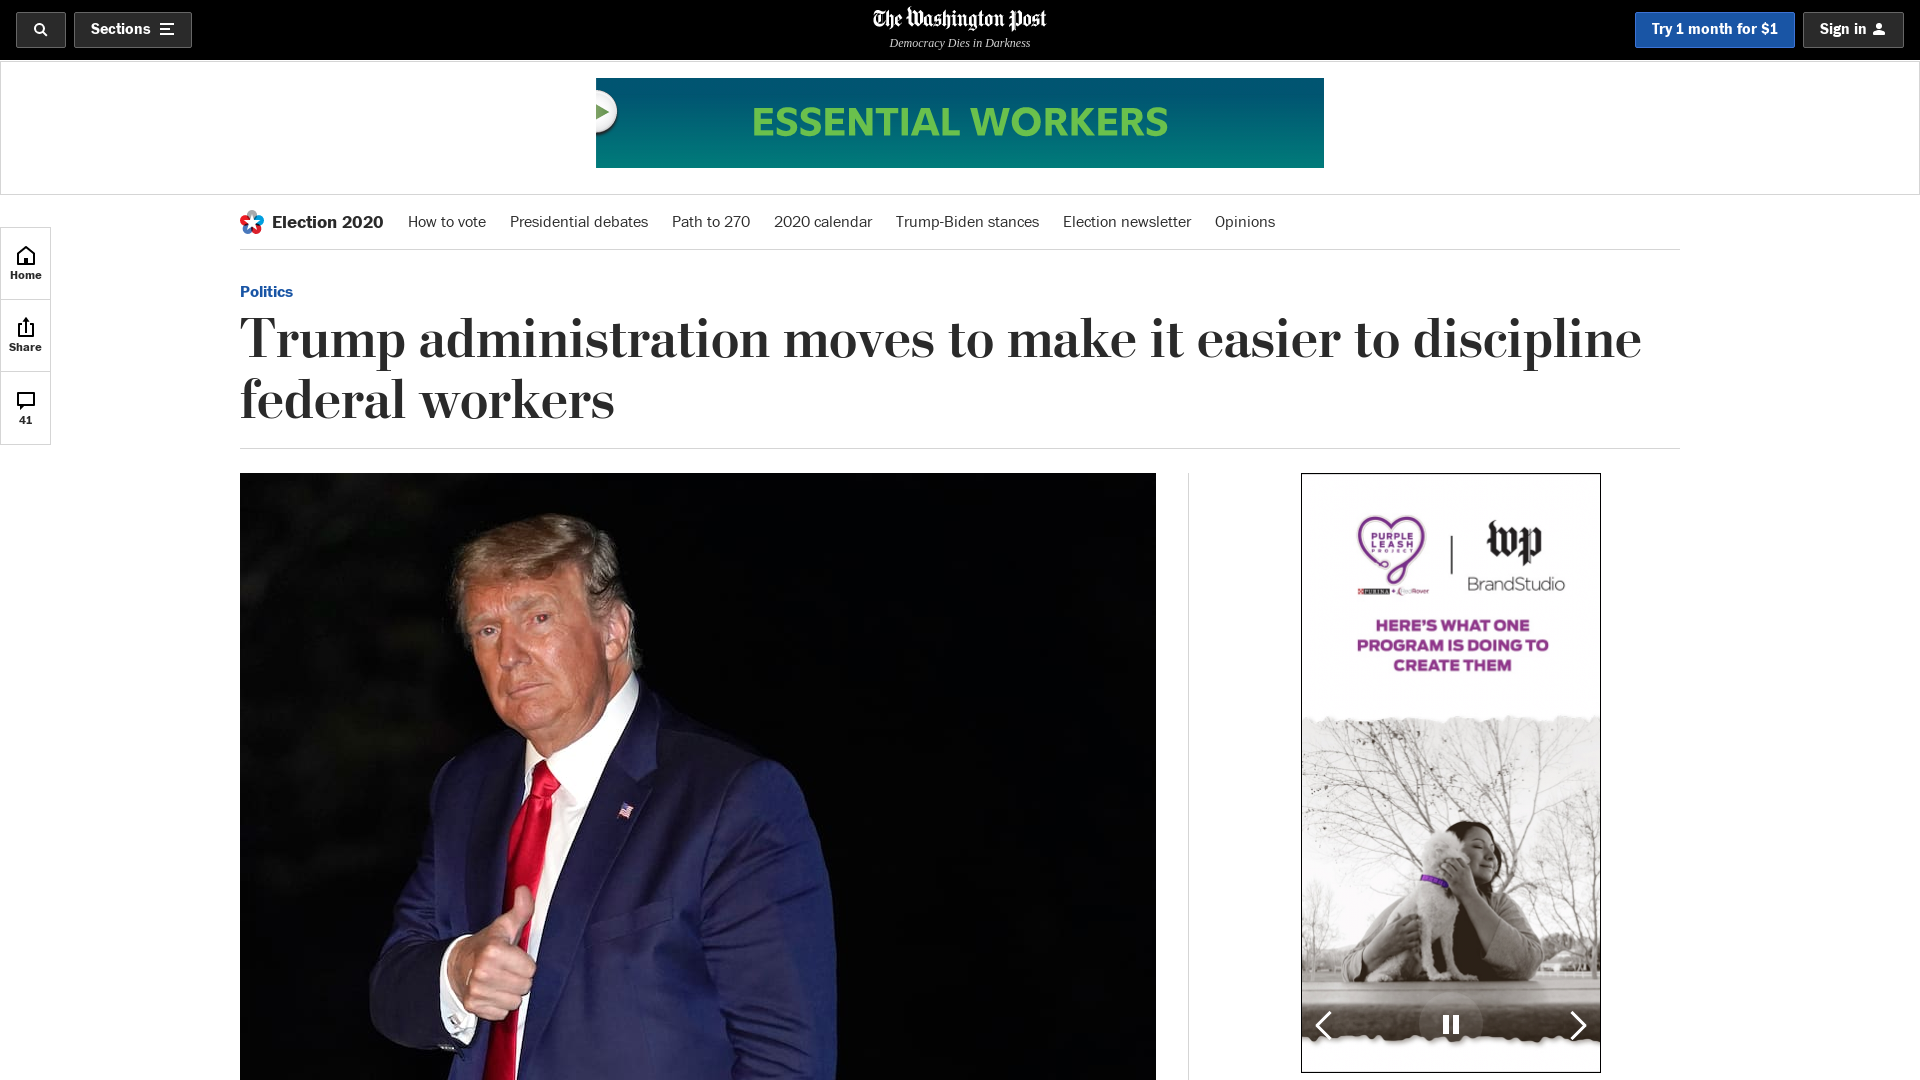 Sections
The Washington Post
Democracy Dies in Darkness
Try 1 month for $1
Sign in
ESSENTIAL WORKERS
Election 2020
How to vote
Presidential debates
Path to 270
2020 calendar
Trump-Biden stances
Election newsletter
Opinions
Home
Share
41
Politics
Trump administration moves to make it easier to discipline
federal workers
PURPLE
LEASH
PROJECT
PURINA +
wp
BrandStudio
HERE'S WHAT ONE
PROGRAM IS DOING TO
CREATE THEM